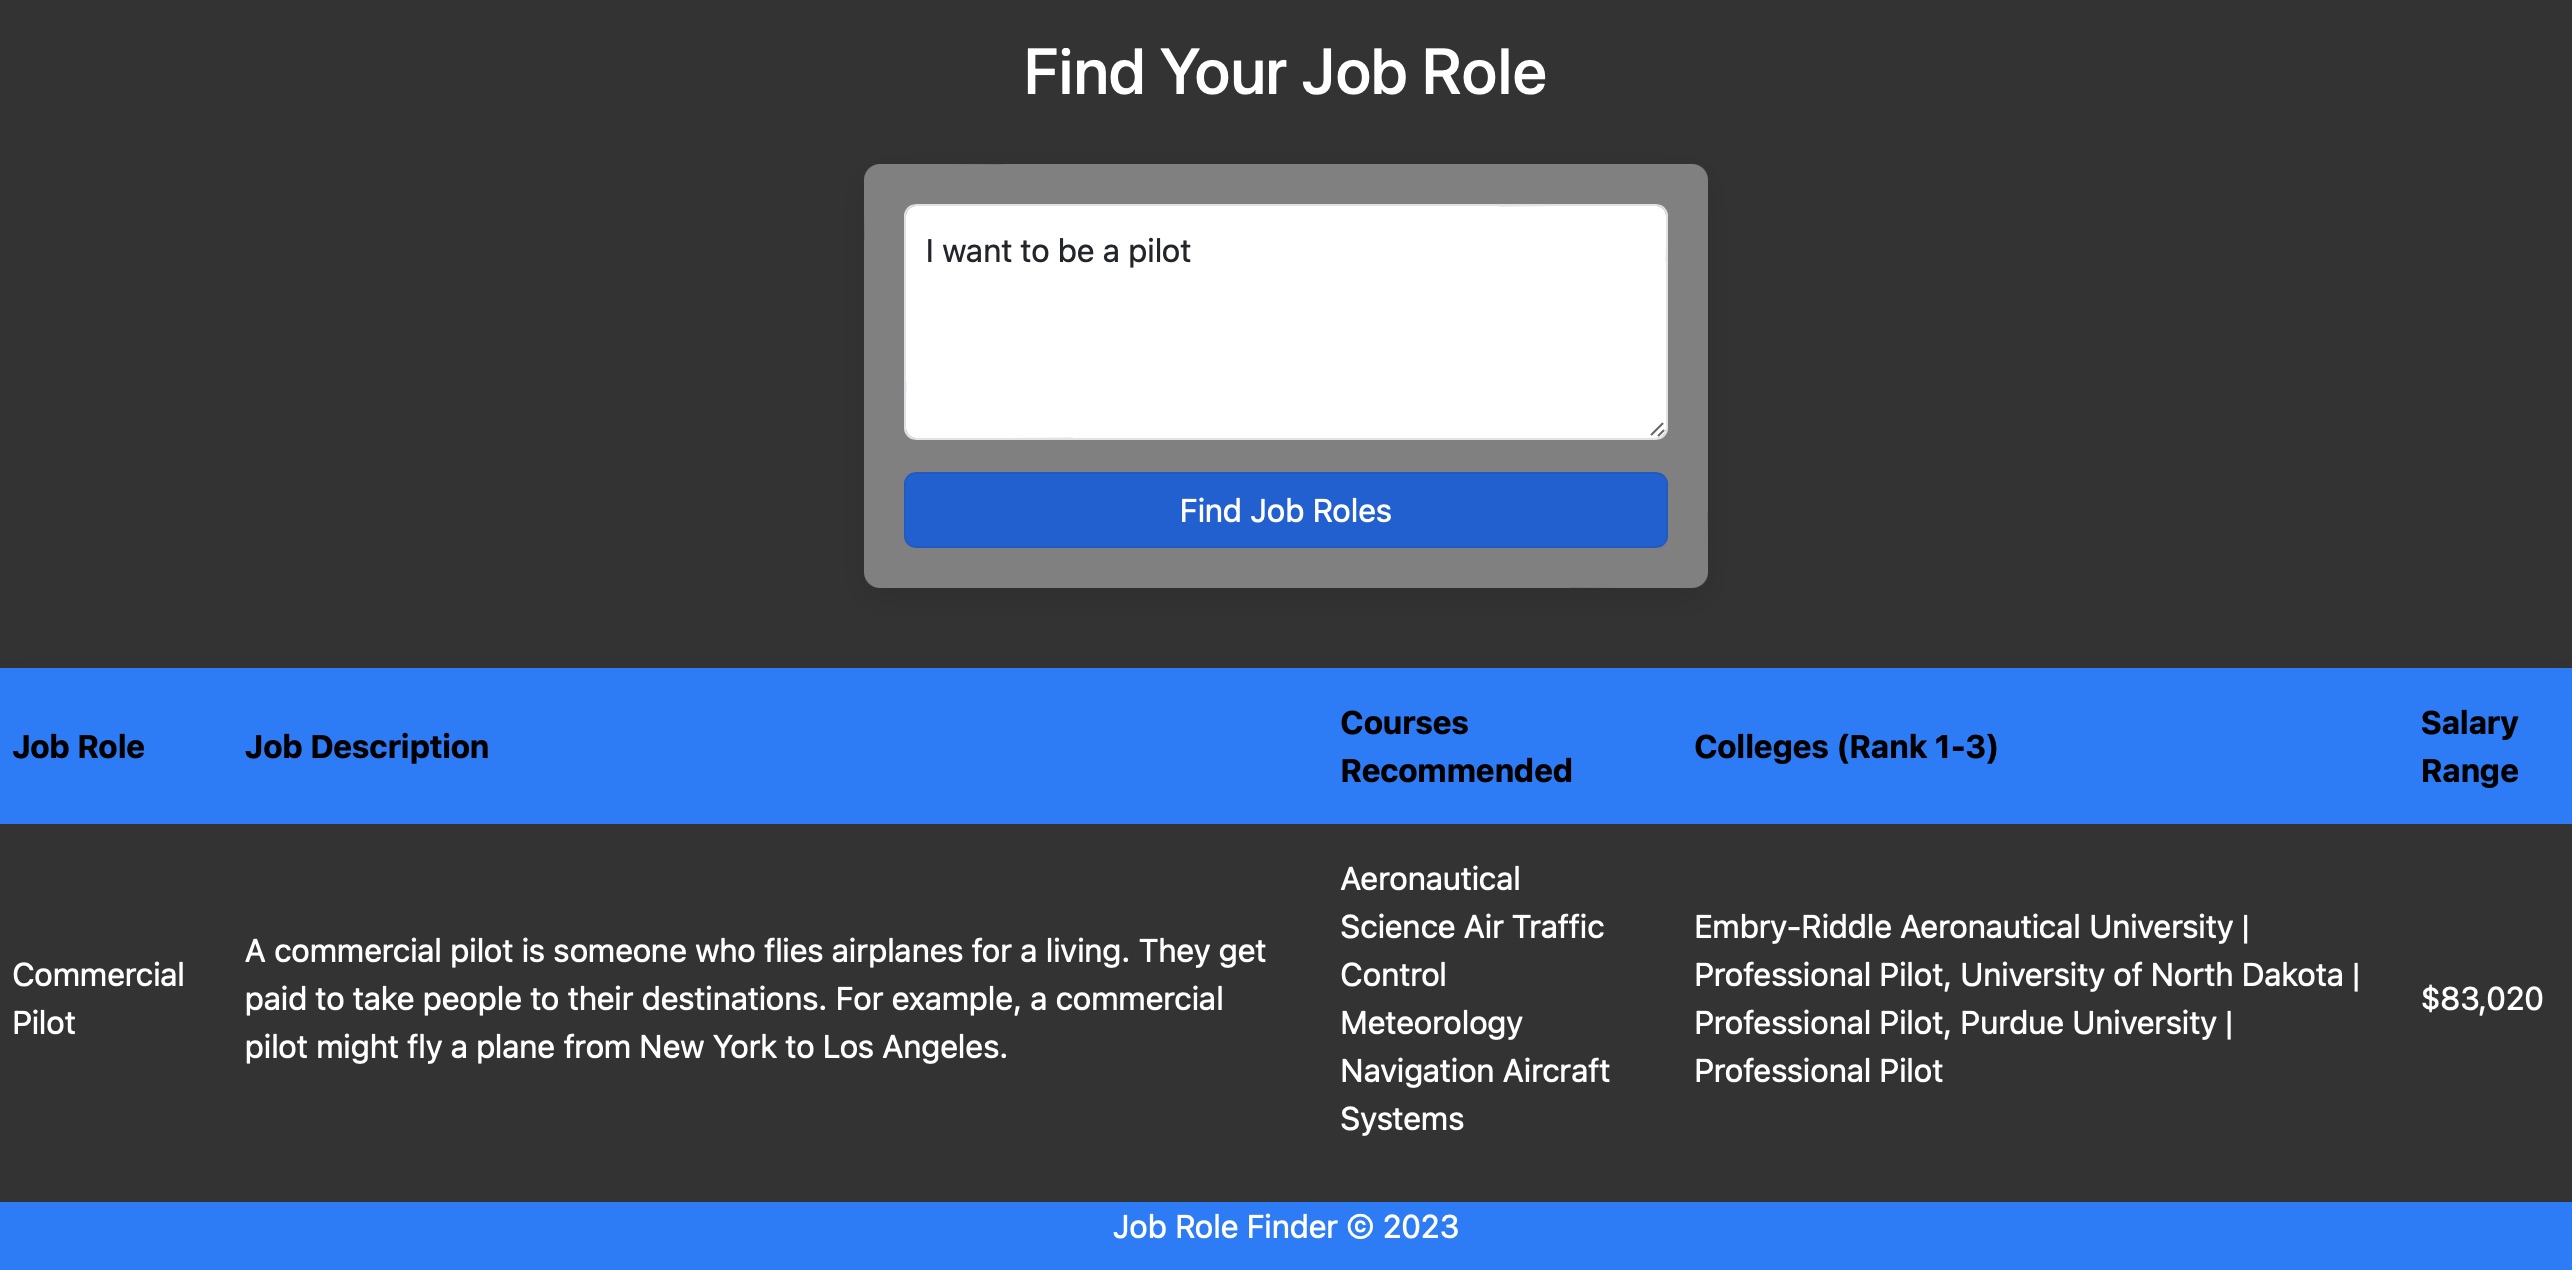 Find Your Job Role
I want to be a pilot
Find Job Roles
Job Role
Job Description
Courses
Recommended
Colleges (Rank 1-3)
Salary
Range
Commercial
Pilot
A commercial pilot is someone who flies airplanes for a living. They get
paid to take people to their destinations. For example, a commercial
pilot might fly a plane from New York to Los Angeles.
Aeronautical
Science Air Traffic
Control
Meteorology
Navigation Aircraft
Systems
Embry-Riddle Aeronautical University |
Professional Pilot, University of North Dakota |
Professional Pilot, Purdue University |
Professional Pilot
$83,020
Job Role Finder © 2023